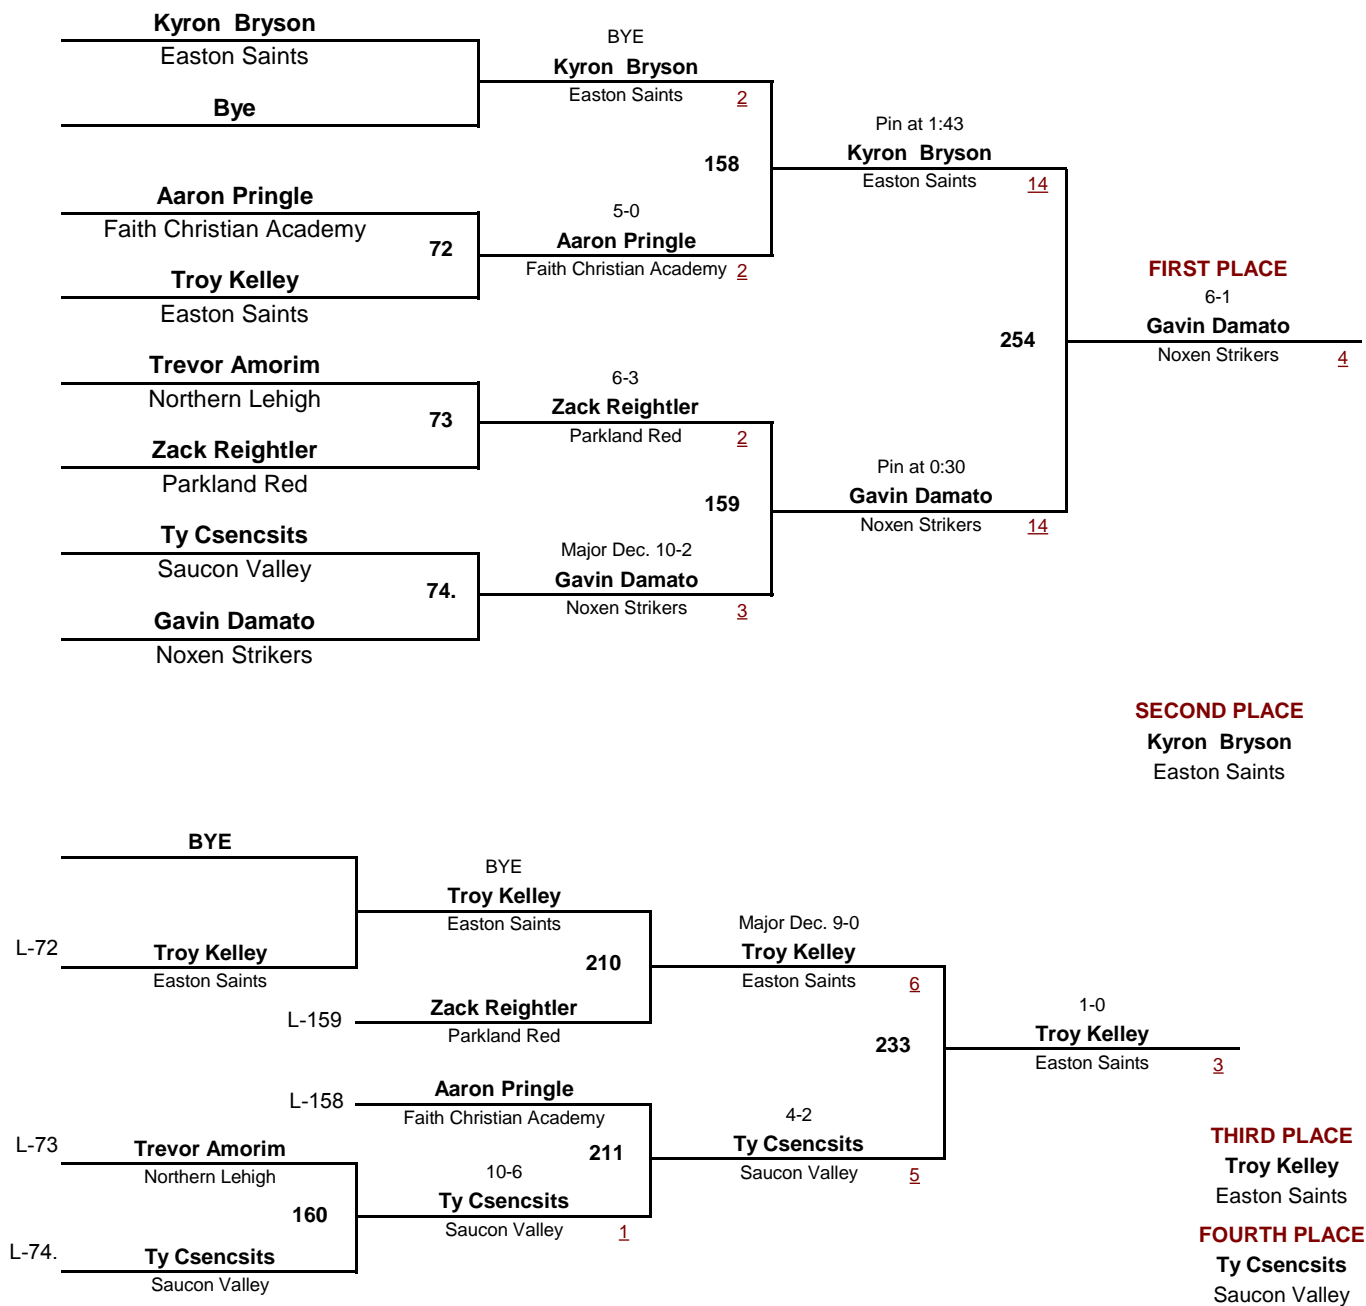 Kyron Bryson
Easton Saints
Bye
BYE
Kyron Bryson
Easton Saints 2
Aaron Pringle
Faith Christian Academy
72
Troy Kelley
Easton Saints
5-0
Aaron Pringle
Faith Christian Academy 2
158
Pin at 1:43
Kyron Bryson
Easton Saints 14
Trevor Amorim
Northern Lehigh
73
Zack Reightler
Parkland Red
6-3
Zack Reightler
Parkland Red 2
159
Ty Csencsits
Saucon Valley
74.
Gavin Damato
Noxen Strikers
Major Dec. 10-2
Gavin Damato
Noxen Strikers 3
Pin at 0:30
Gavin Damato
Noxen Strikers 14
254
FIRST PLACE
6-1
Gavin Damato
Noxen Strikers 4
SECOND PLACE
Kyron Bryson
Easton Saints
BYE
L-72
Troy Kelley
Easton Saints
BYE
Troy Kelley
Easton Saints
210
L-159
Zack Reightler
Parkland Red
Major Dec. 9-0
Troy Kelley
Easton Saints 6
L-158
Aaron Pringle
Faith Christian Academy
211
L-73
Trevor Amorim
Northern Lehigh
160
L-74.
Ty Csencsits
Saucon Valley
10-6
Ty Csencsits
Saucon Valley 1
4-2
Ty Csencsits
Saucon Valley 5
233
1-0
Troy Kelley
Easton Saints 3
THIRD PLACE
Troy Kelley
Easton Saints
FOURTH PLACE
Ty Csencsits
Saucon Valley